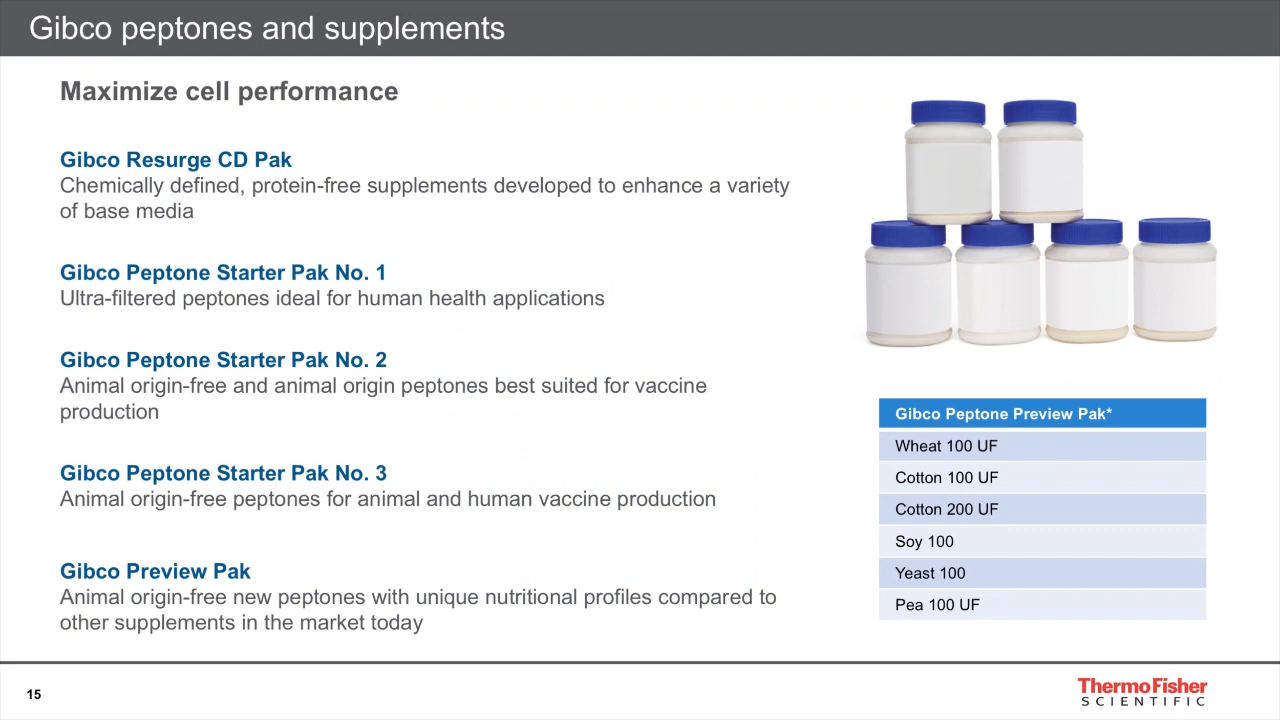 Gibco peptones and supplements
Maximize cell performance
Gibco Resurge CD Pak
Chemically defined, protein-free supplements developed to enhance a variety
of base media
Gibco Peptone Starter Pak No. 1
Ultra-filtered peptones ideal for human health applications
Gibco Peptone Starter Pak No. 2
Animal origin-free and animal origin peptones best suited for vaccine
production
Gibco Peptone Starter Pak No. 3
Animal origin-free peptones for animal and human vaccine production
Gibco Preview Pak
Animal origin-free new peptones with unique nutritional profiles compared to
other supplements in the market today
Gibco Peptone Preview Pak*
Wheat 100 UF
Cotton 100 UF
Cotton 200 UF
Soy 100
Yeast 100
Pea 100 UF
15
ThermoFisher
SCIENTIFIC